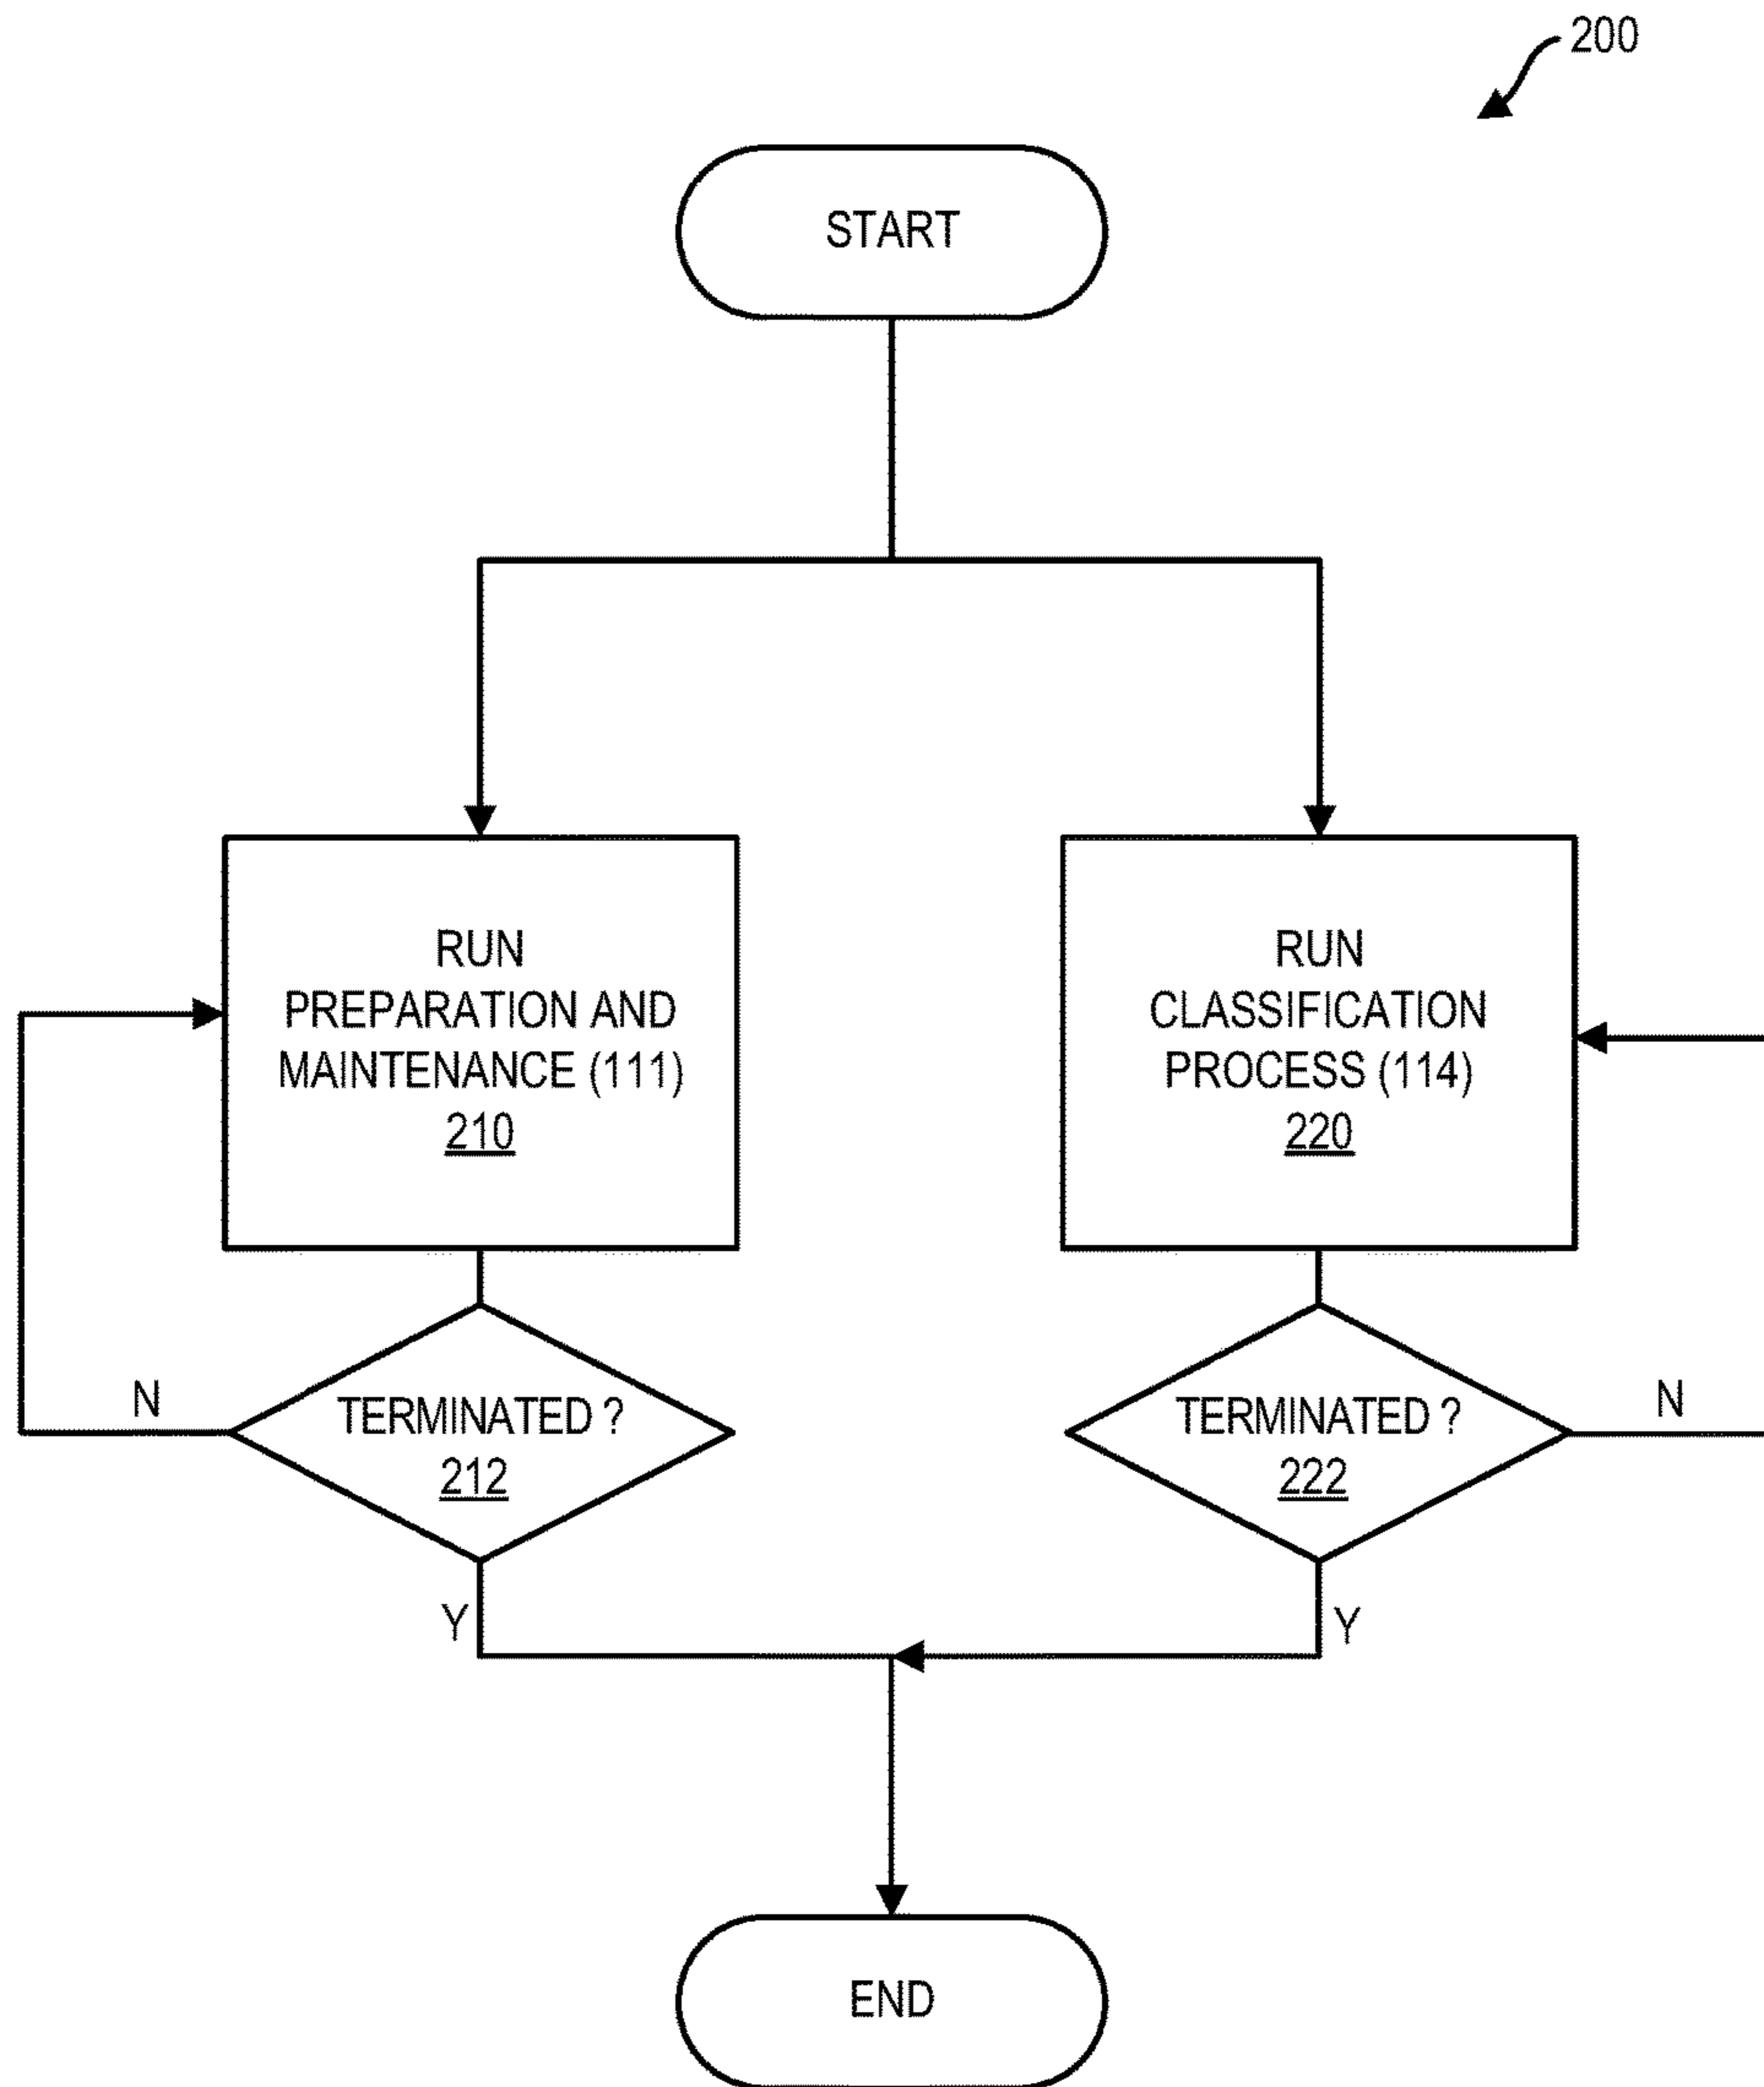 200
START
RUN
PREPARATION AND
MAINTENANCE (111)
210
RUN
CLASSIFICATION
PROCESS (114)
220
N
TERMINATED ?
212
TERMINATED ?
222
N
Y
Y
END